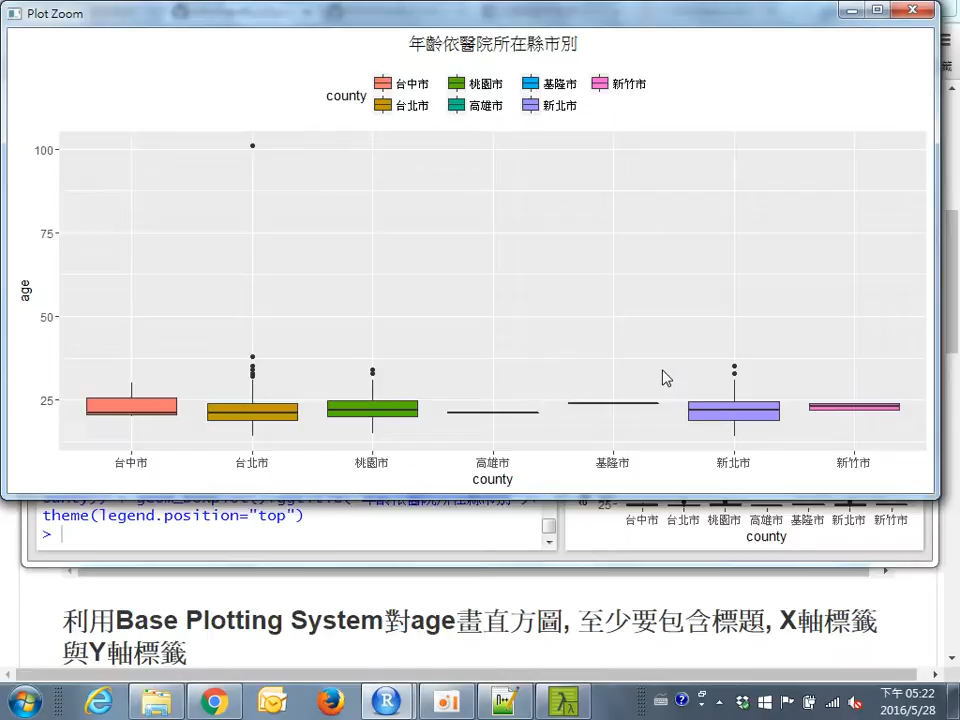 Plot Zoom
年齡依醫院所在縣市別
county
台中市 桃園市 基隆市 新竹市
台北市 高雄市 新北市
100
75
50
25
age
台中市 台北市 桃園市 高雄市 基隆市 新北市 新竹市
county
theme(legend.position="top")
>
25
台中市 台北市 桃園市 高雄市 基隆市 新北市 新竹市
county
利用Base Plotting System對age畫直方圖, 至少要包含標題, X軸標籤
與Y軸標籤
下午 05:22
2016/5/28